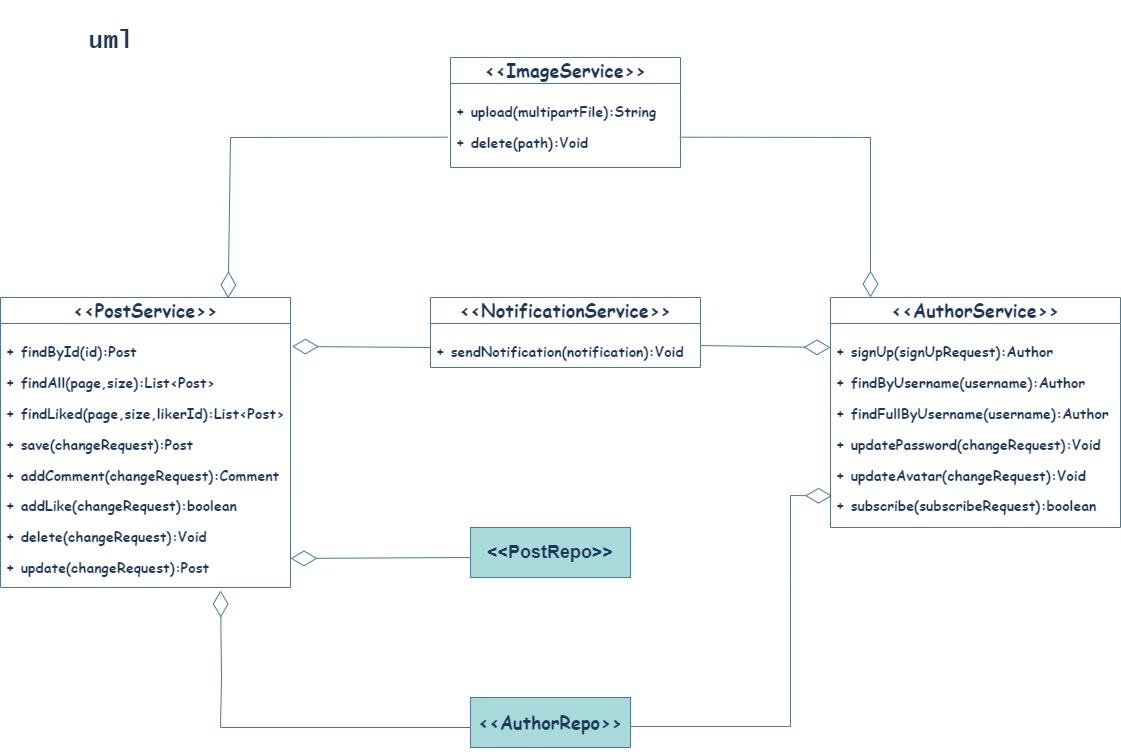 uml
<<ImageService>>
+ upload(multipartFile):String
+ delete(path):Void
<<PostService>>
+ findById(id):Post
+ findAll(page,size):List<Post>
+ findLiked(page,size,likerId):List<Post>
+ save(changeRequest):Post
+ addComment(changeRequest):Comment
+ addLike(changeRequest):boolean
+ delete(changeRequest):Void
+ update(changeRequest):Post
<<NotificationService>>
+ sendNotification(notification):Void
<<AuthorService>>
+ signUp(signUpRequest):Author
+ findByUsername(username):Author
+ findFullByUsername(username):Author
+ updatePassword(changeRequest):Void
+ updateAvatar(changeRequest):Void
+ subscribe(subscribeRequest):boolean
<<PostRepo>>
<<AuthorRepo>>